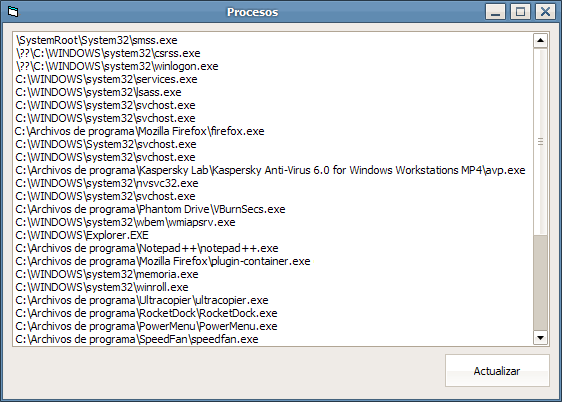 Procesos
\SystemRoot\System32\smss.exe
\??\C:\WINDOWS\system32\csrss.exe
\??\C:\WINDOWS\system32\winlogon.exe
C:\WINDOWS\system32\services.exe
C:\WINDOWS\system32\lsass.exe
C:\WINDOWS\system32\svchost.exe
C:\WINDOWS\system32\svchost.exe
C:\Archivos de programa\Mozilla Firefox\firefox.exe
C:\WINDOWS\System32\svchost.exe
C:\WINDOWS\system32\svchost.exe
C:\Archivos de programa\Kaspersky Lab\Kaspersky Anti-Virus 6.0 for Windows Workstations MP4\avp.exe
C:\WINDOWS\system32\nvsvc32.exe
C:\WINDOWS\system32\svchost.exe
C:\Archivos de programa\Phantom Drive\VBurnSecs.exe
C:\WINDOWS\system32\wbem\wmiapsrv.exe
C:\WINDOWS\Explorer.EXE
C:\Archivos de programa\Notepad++\notepad++.exe
C:\Archivos de programa\Mozilla Firefox\plugin-container.exe
C:\WINDOWS\system32\memoria.exe
C:\WINDOWS\system32\winroll.exe
C:\Archivos de programa\Ultracopier\ultracopier.exe
C:\Archivos de programa\RocketDock\RocketDock.exe
C:\Archivos de programa\PowerMenu\PowerMenu.exe
C:\Archivos de programa\SpeedFan\speedfan.exe
Actualizar